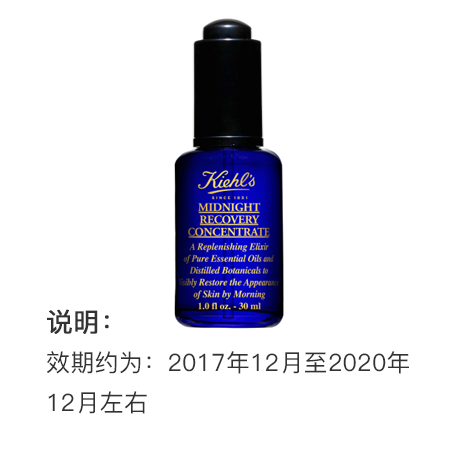 Kiehl's
SINCE 1851
MIDNIGHT
RECOVERY
CONCENTRATE
A Replenishing Elixir
of Pure Essential Oils and
Distilled Botanicals to
Visibly Restore the Appearance
of Skin by Morning
1.0 fl oz. - 30 ml
说明：
效期约为：2017年12月至2020年
12月左右